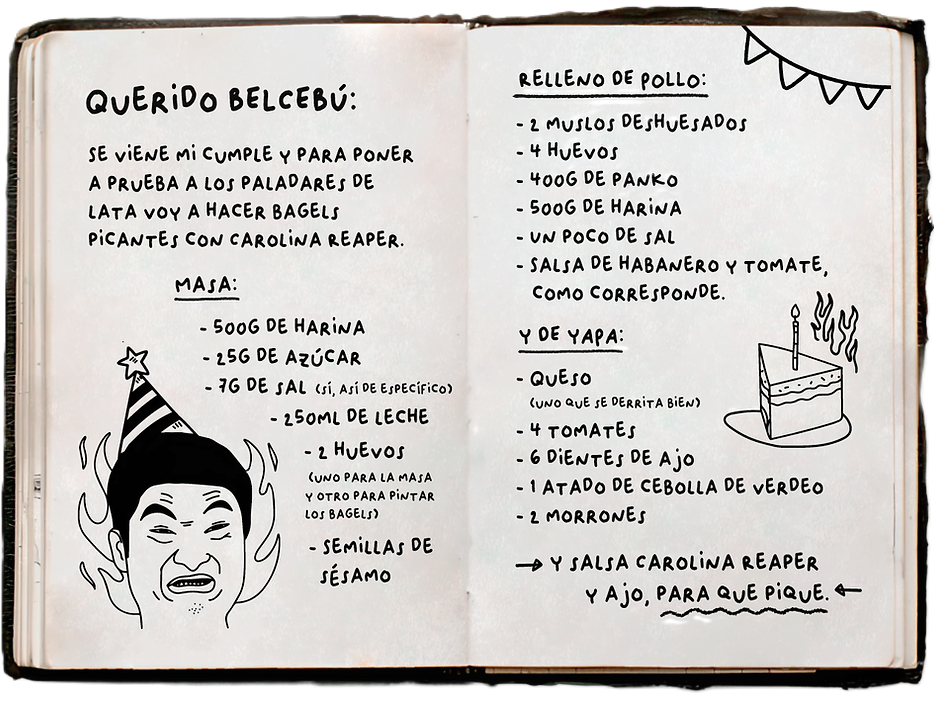 QUERIDO BELCEBÚ:
SE VIENE MI CUMPLE Y PARA PONER
A PRUEBA A LOS PALADARES DE
LATA VOY A HACER BAGELS
PICANTES CON CAROLINA REAPER.
MASA:
- 500G DE HARINA
- 25G DE AZÚCAR
- 7G DE SAL (SÍ, ASÍ DE ESPECÍFICO)
- 250ML DE LECHE
- 2 HUEVOS
(UNO PARA LA MASA
Y OTRO PARA PINTAR
LOS BAGELS)
- SEMILLAS DE
SÉSAMO
RELLENO DE POLLO:
- 2 MUSLOS DESHUESADOS
- 4 HUEVOS
- 400G DE PANKO
- 500G DE HARINA
- UN POCO DE SAL
- SALSA DE HABANERO Y TOMATE,
COMO CORRESPONDE.
Y DE YAPA:
- QUESO
(UNO QUE SE DERRITA BIEN)
- 4 TOMATES
- 6 DIENTES DE AJO
- 1 ATADO DE CEBOLLA DE VERDEO
- 2 MORRONES
→ Y SALSA CAROLINA REAPER
Y AJO, PARA QUE PIQUE. ←